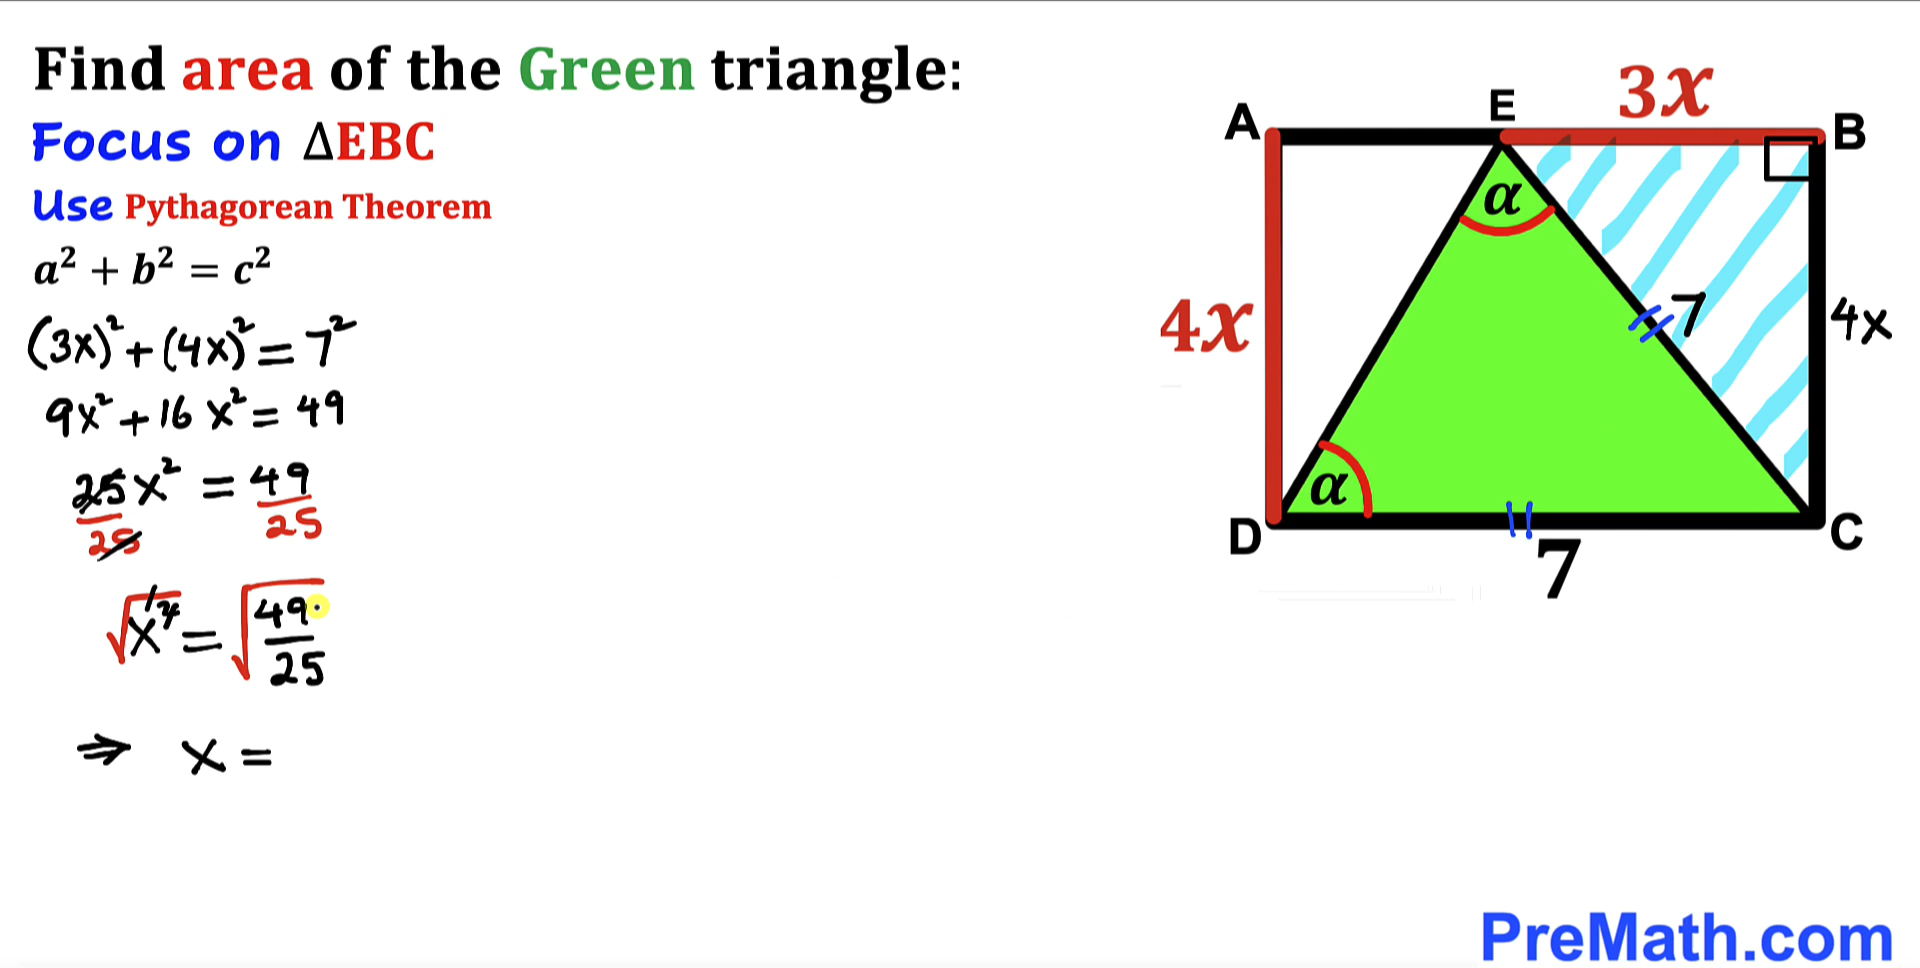 Find area of the Green triangle:
Focus on ΔEBC
Use Pythagorean Theorem
a² + b² = c²
(3x)² + (4x)² = 7²
9x² + 16x² = 49
25x² = 49
25 25
√x² = √49/25
⇒ x =
3x
A E B
α
4x 7 4x
α
D C
7
PreMath.com